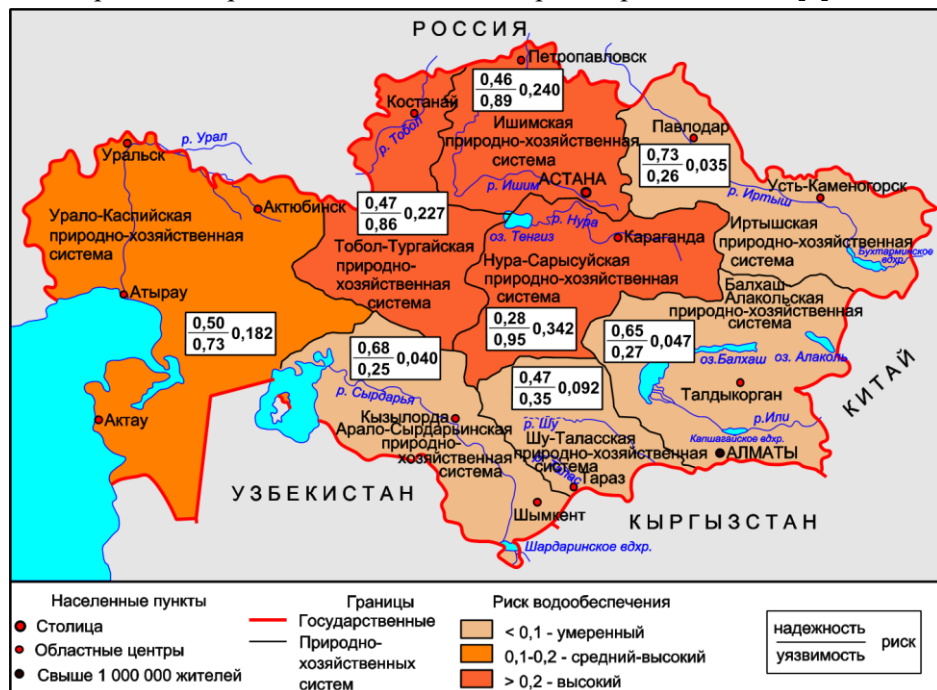 РОССИЯ
Петропавловск
0,46
0,89
0,240
Костанай
р. Тобол
Ишимская
природно-хозяйственная
система
Павлодар
0,73
0,26
0,035
р. Урал
Уральск
р. Ишим
АСТАНА
р. Иртыш
Усть-Каменогорск
Актюбинск
Урало-Каспийская
природно-хозяйственная
система
0,47
0,86
0,227
Тобол-Тургайская
природно-
хозяйственная
система
р. Нура
оз. Тенгиз
Караганда
Нура-Сарысуйская
природно-хозяйственная
система
Иртышская
природно-хозяйственная
система
Бухтарминское
вдхр.
Балхаш
Алакольская
природно-хозяйственная
система
Атырау
0,50
0,73
0,182
0,28
0,95
0,342
0,65
0,27
0,047
0,68
0,25
0,040
0,47
0,35
0,092
оз.Балхаш
оз. Алаколь
КИТАЙ
Талдыкорган
р. Сырдарья
Актау
Кызылорда
Арало-Сырдарьинская
природно-
хозяйственная
система
р. Шу
Шу-Таласская
природно-хозяйственная
система
р.Или
Капшагайское вдхр.
АЛМАТЫ
Тараз
УЗБЕКИСТАН
Шымкент
КЫРГЫЗСТАН
Шардаринское вдхр.
Населенные пункты
Столица
Областные центры
Свыше 1 000 000 жителей
Границы
Государственные
Природно-
хозяйственных
систем
Риск водообеспечения
< 0,1 - умеренный
0,1-0,2 - средний-высокий
> 0,2 - высокий
надежность
уязвимость
риск